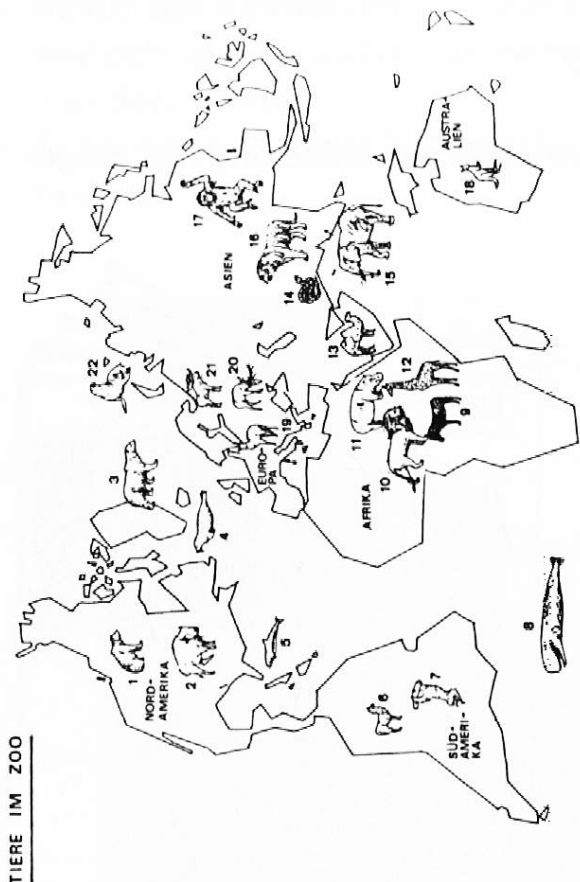 TIERE IM ZOO
1
NORD-
AMERIKA
2
3
4
5
6
7
SÜD-
AMERI-
KA
8
9
10
AFRIKA
11
12
13
14
15
16
ASIEN
17
18
AUSTRA-
LIEN
19
EURO-
PA
20
21
22